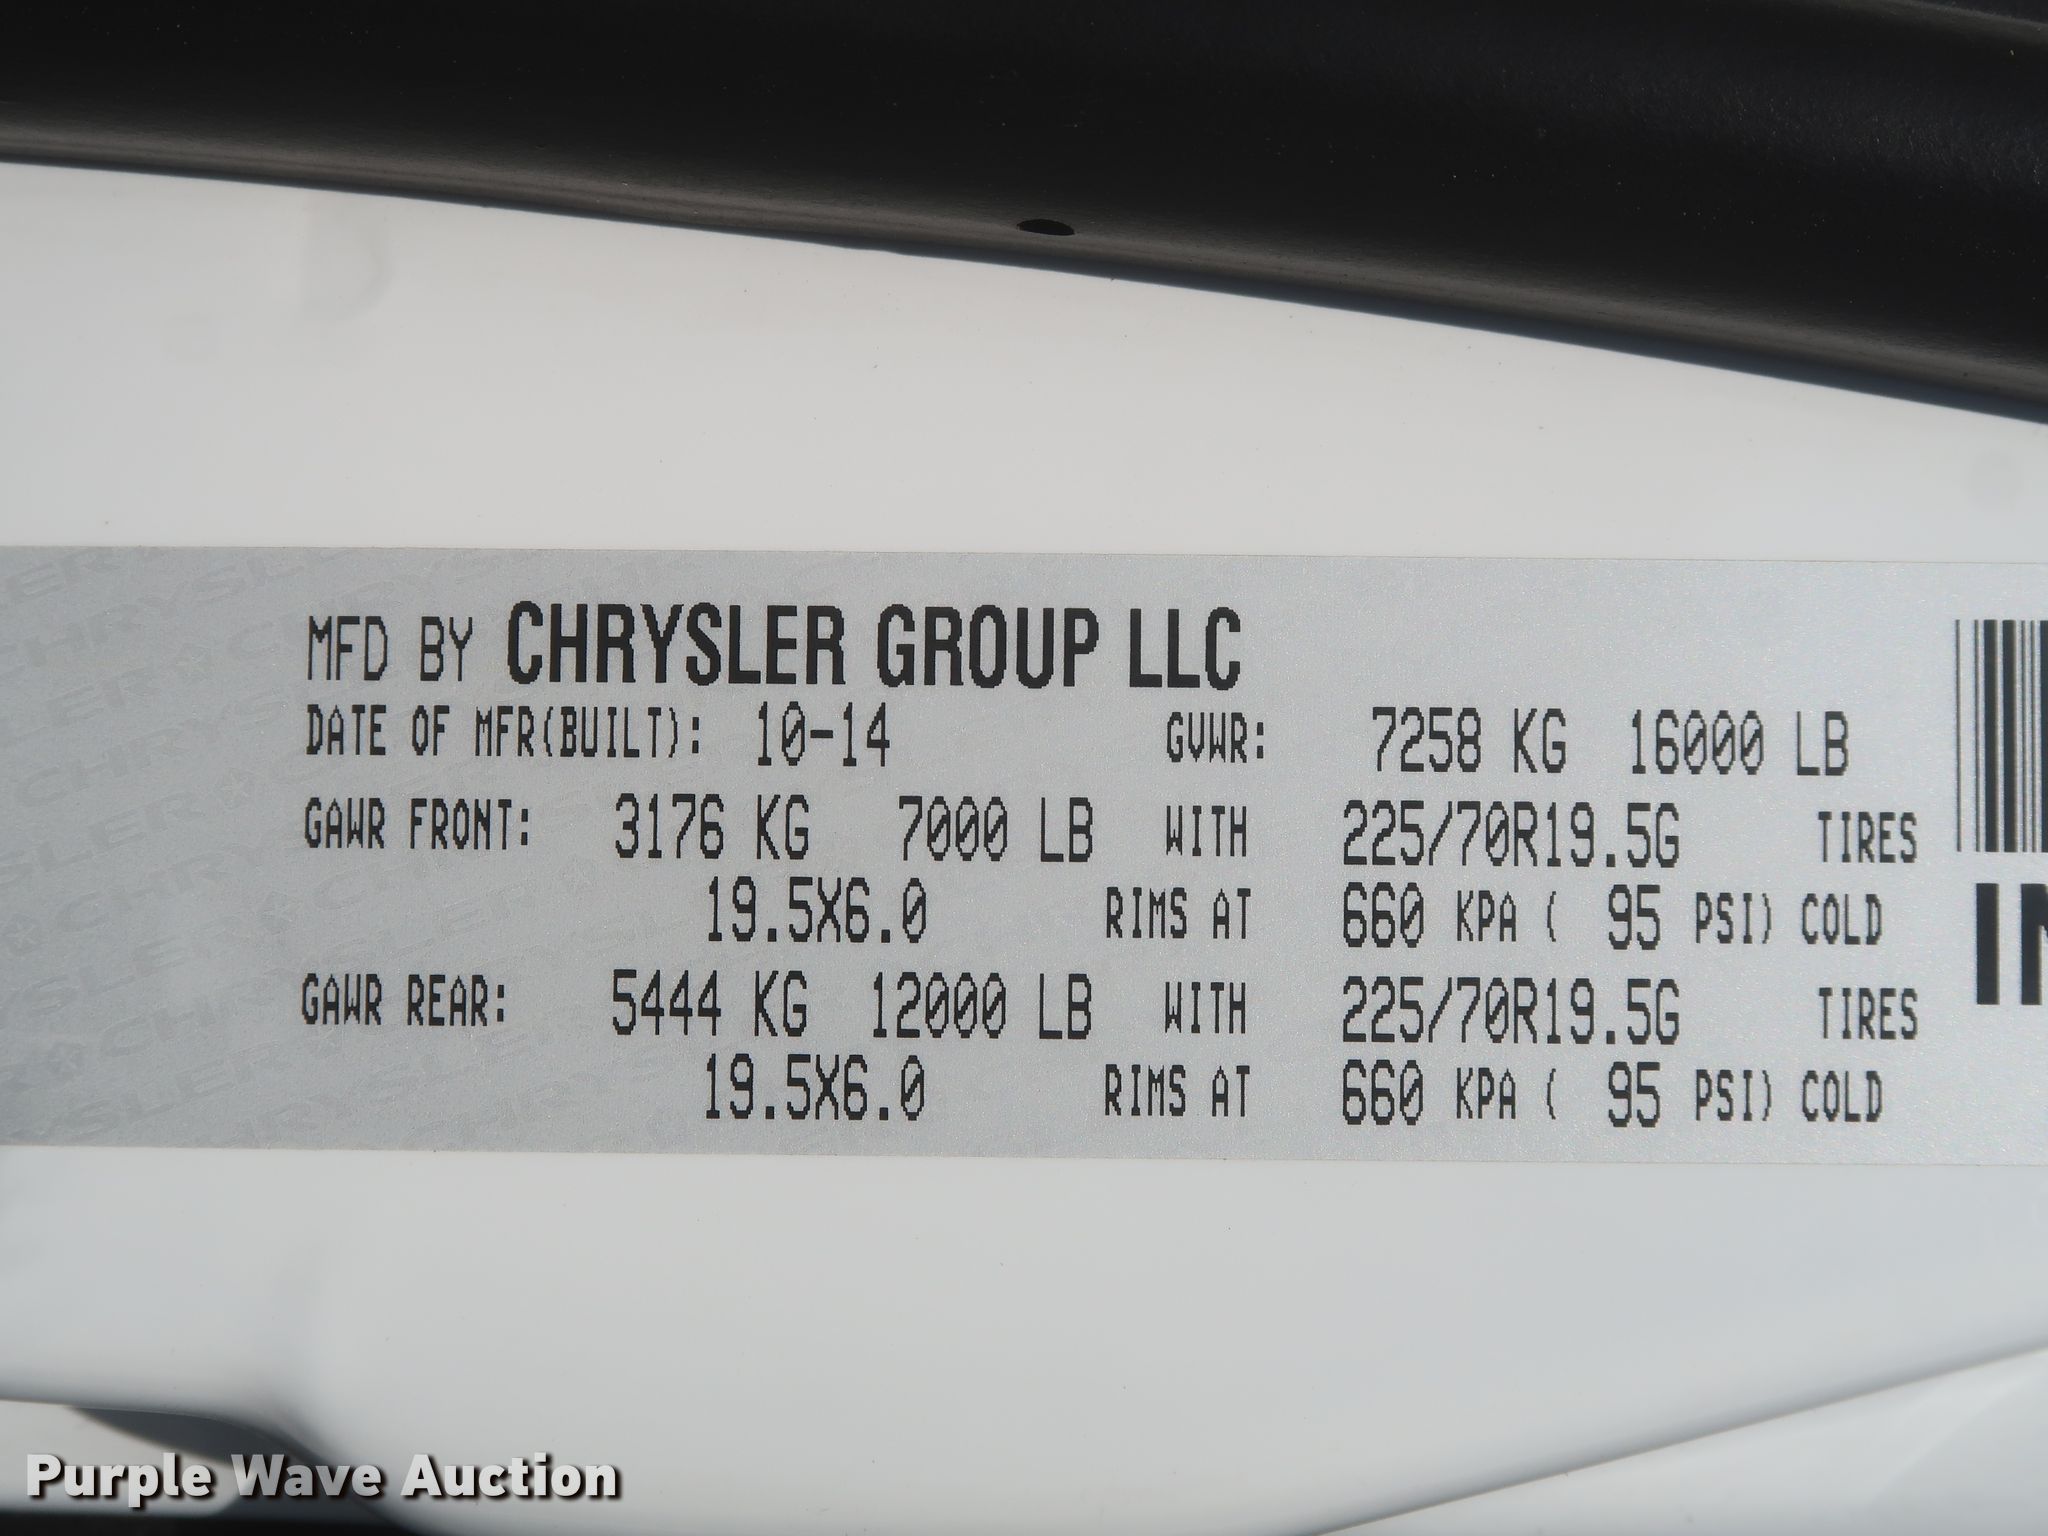 MFD BY CHRYSLER GROUP LLC
DATE OF MFR(BUILT): 10-14 GVWR: 7258 KG 16000 LB
GAWR FRONT: 3176 KG 7000 LB WITH 225/70R19.5G TIRES
19.5X6.0 RIMS AT 660 KPA ( 95 PSI) COLD
GAWR REAR: 5444 KG 12000 LB WITH 225/70R19.5G TIRES
19.5X6.0 RIMS AT 660 KPA ( 95 PSI) COLD
Purple Wave Auction